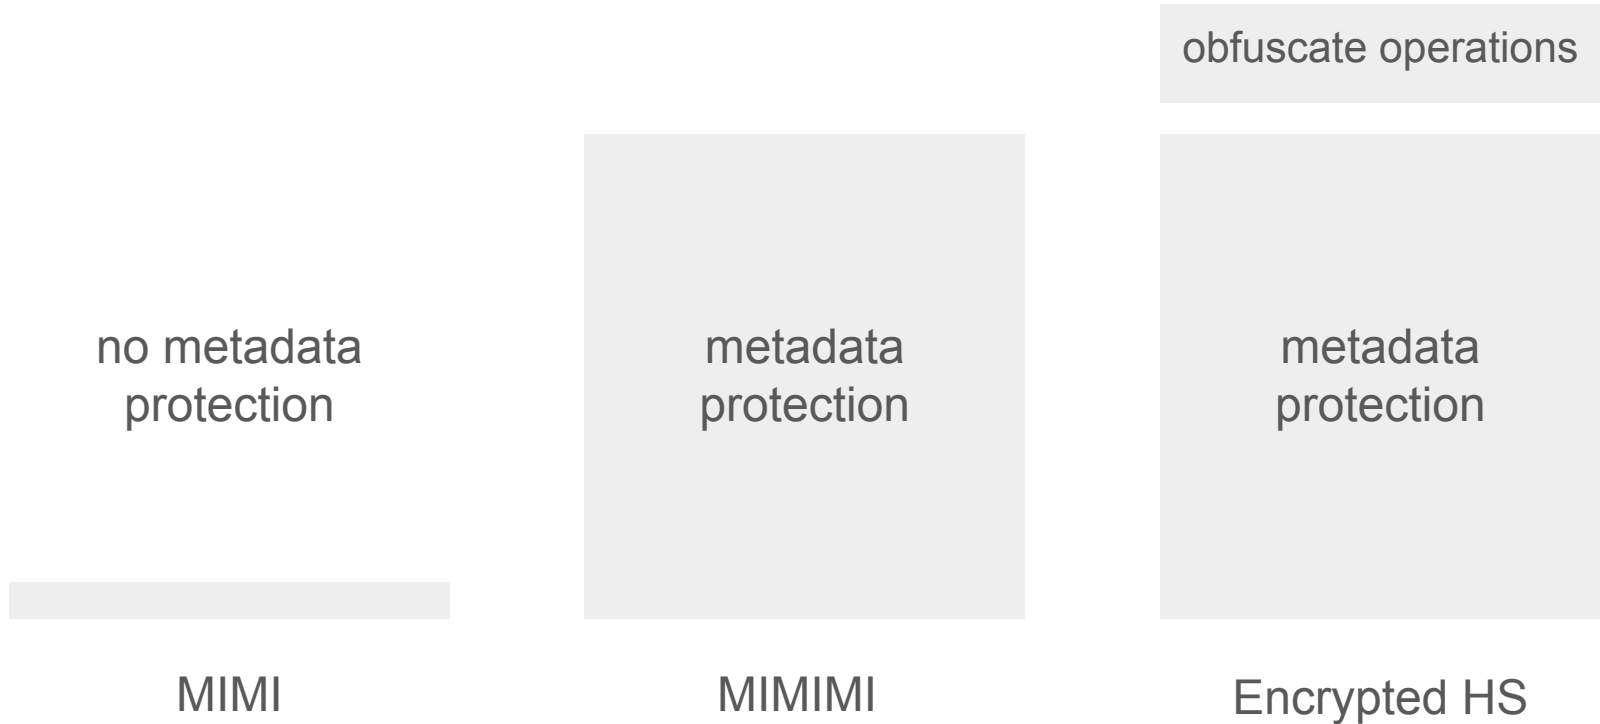 obfuscate operations
no metadata
protection
metadata
protection
metadata
protection
MIMI
MIMIMI
Encrypted HS